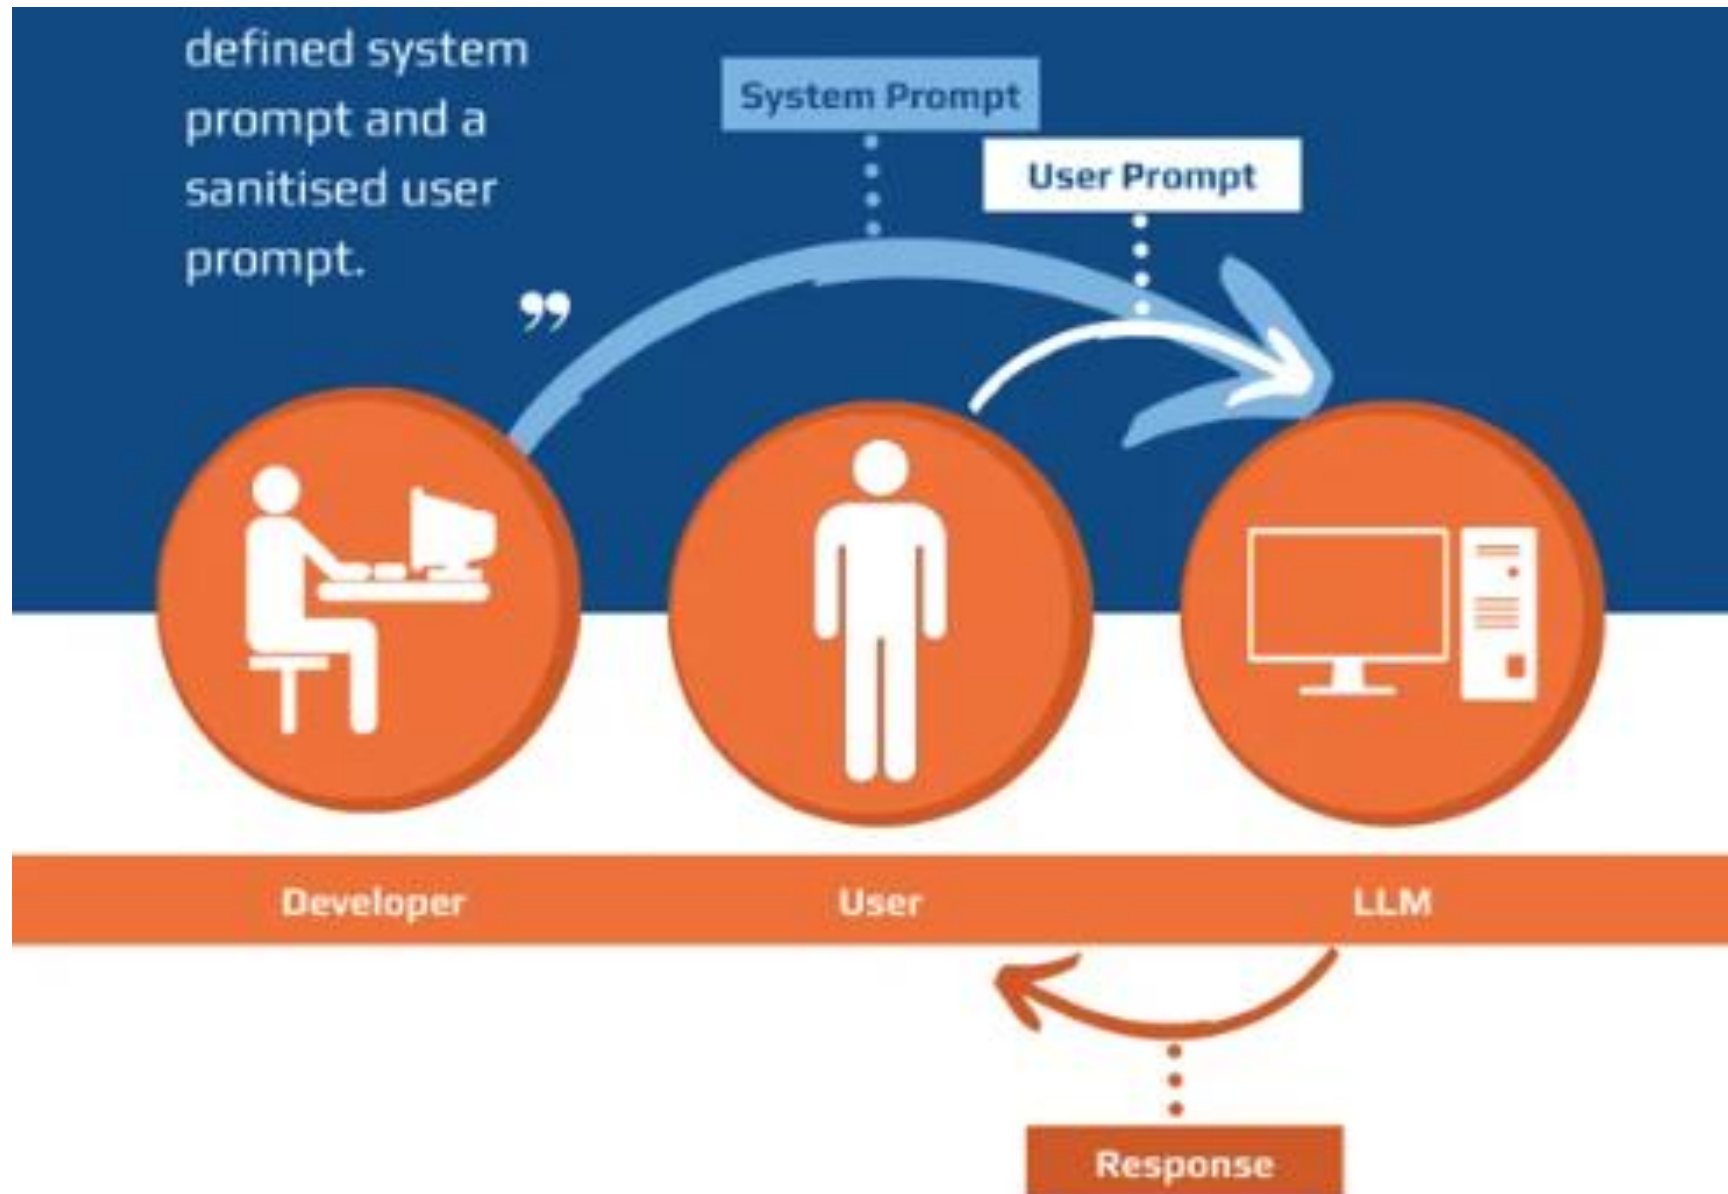 defined system
prompt and a
sanitised user
prompt.
”
System Prompt
User Prompt
Developer
User
LLM
Response